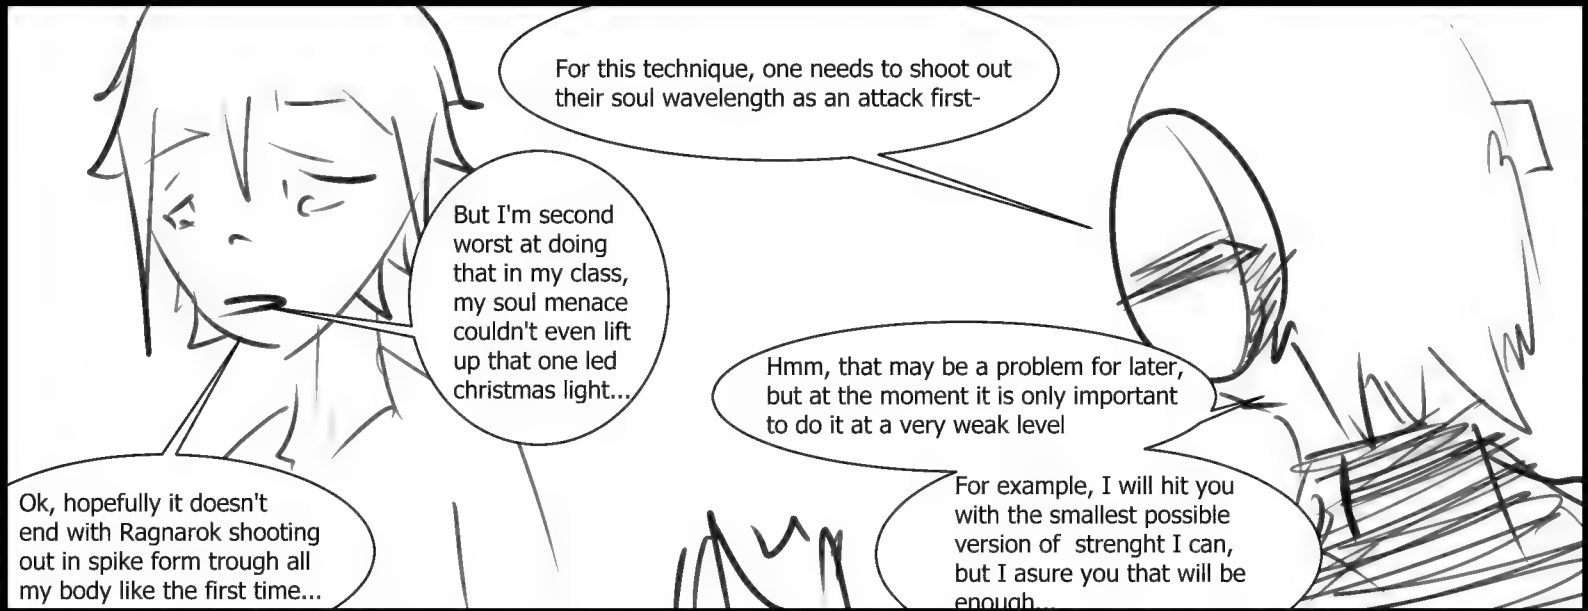 For this technique, one needs to shoot out
their soul wavelength as an attack first-
But I'm second
worst at doing
that in my class,
my soul menace
couldn't even lift
up that one led
christmas light...
Hmm, that may be a problem for later,
but at the moment it is only important
to do it at a very weak level
For example, I will hit you
with the smallest possible
version of  strenght I can,
but I asure you that will be
enough...
Ok, hopefully it doesn't
end with Ragnarok shooting
out in spike form trough all
my body like the first time...